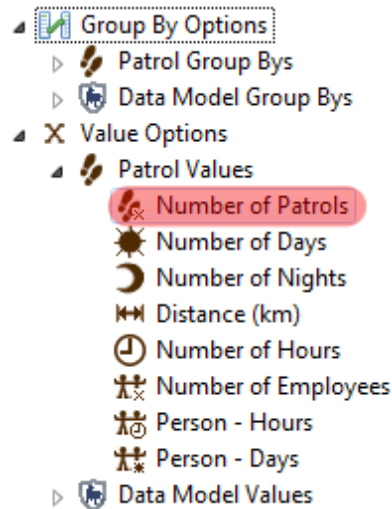 Group By Options
Patrol Group Bys
Data Model Group Bys
Value Options
Patrol Values
Number of Patrols
Number of Days
Number of Nights
Distance (km)
Number of Hours
Number of Employees
Person - Hours
Person - Days
Data Model Values